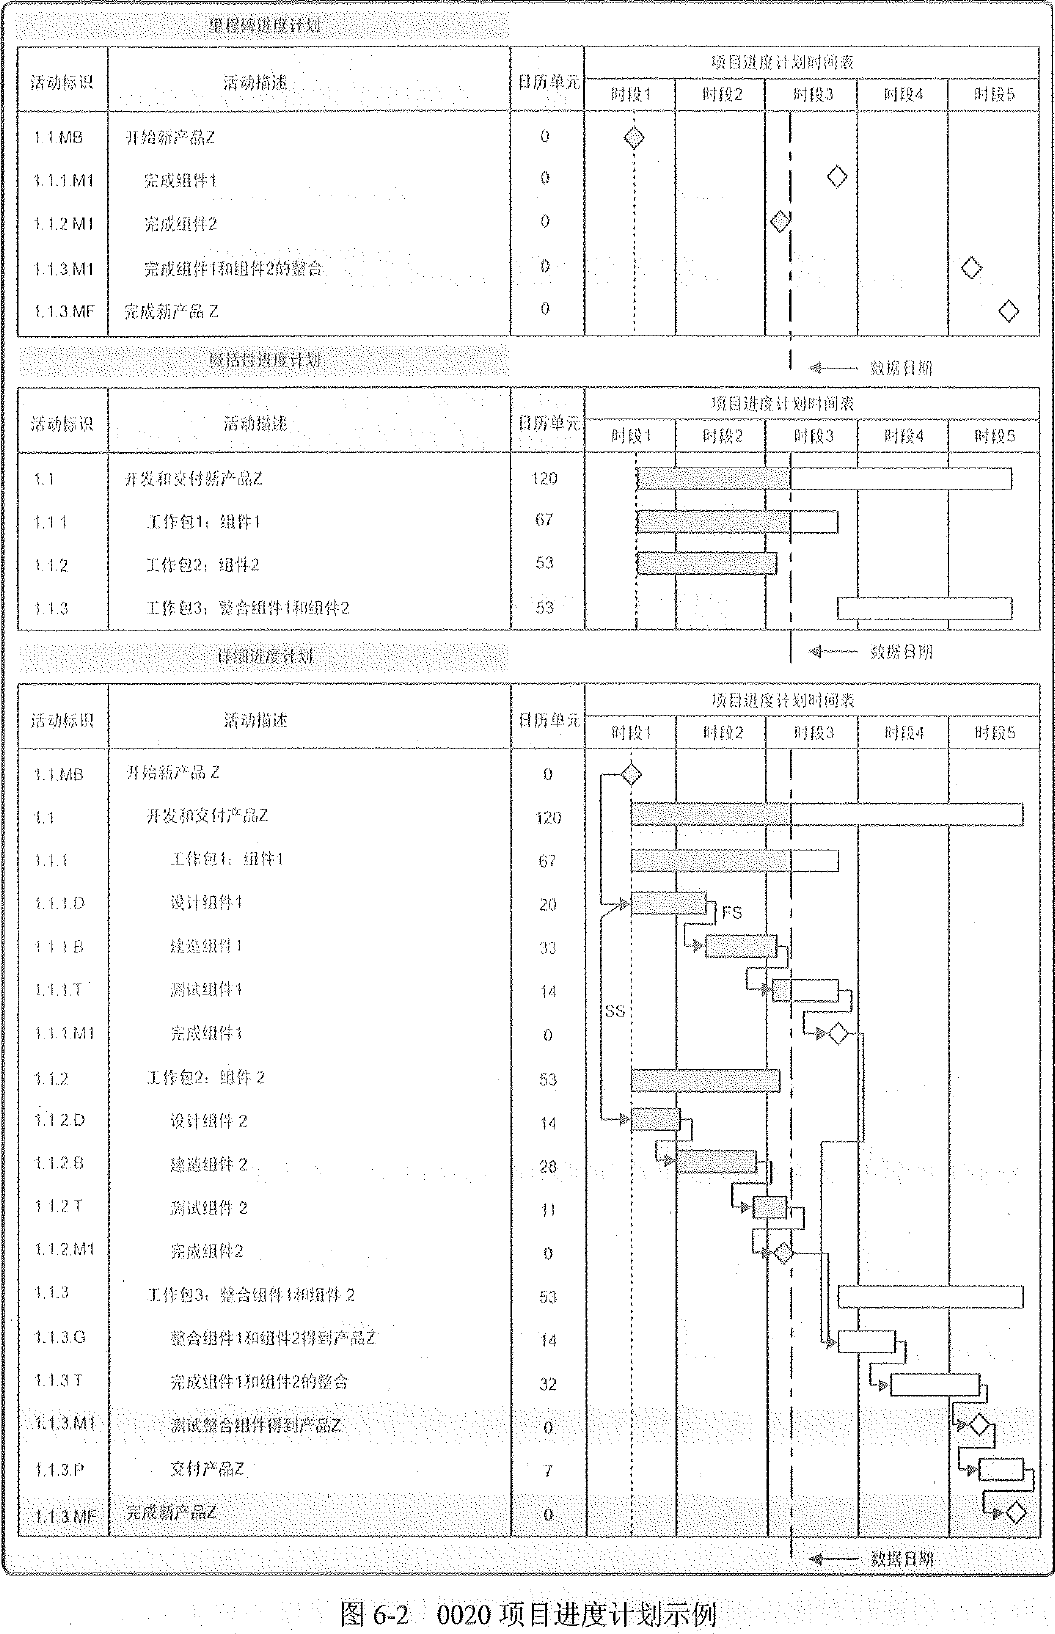 里程碑进度计划
活动标识 活动描述 日历单元 项目进度计划时间表
时段1 时段2 时段3 时段4 时段5
1.1.MB 开始新产品Z 0
1.1.1.M1 完成组件1 0
1.1.2.M1 完成组件2 0
1.1.3.M1 完成组件1和组件2的整合 0
1.1.3.MF 完成新产品 Z 0
数据日期
概括性进度计划
活动标识 活动描述 日历单元 项目进度计划时间表
时段1 时段2 时段3 时段4 时段5
1.1 开发和交付新产品Z 120
1.1.1 工作包1：组件1 67
1.1.2 工作包2：组件2 53
1.1.3 工作包3：整合组件1和组件2 53
数据日期
详细进度计划
活动标识 活动描述 日历单元 项目进度计划时间表
时段1 时段2 时段3 时段4 时段5
1.1.MB 开始新产品 Z 0
1.1 开发和交付产品Z 120
1.1.1 工作包1：组件1 67
1.1.1.D 设计组件1 20 FS
1.1.1.B 建造组件1 33
1.1.1.T 测试组件1 14
SS
1.1.1.M1 完成组件1 0
1.1.2 工作包2：组件 2 53
1.1.2.D 设计组件 2 14
1.1.2.B 建造组件 2 28
1.1.2.T 测试组件 2 11
1.1.2.M1 完成组件2 0
1.1.3 工作包3：整合组件1和组件 2 53
1.1.3.G 整合组件1和组件2得到产品Z 14
1.1.3.T 完成组件1和组件2的整合 32
1.1.3.M1 测试整合组件得到产品Z 0
1.1.3.P 交付产品Z 7
1.1.3.MF 完成新产品Z 0
数据日期
图 6-2 0020 项目进度计划示例